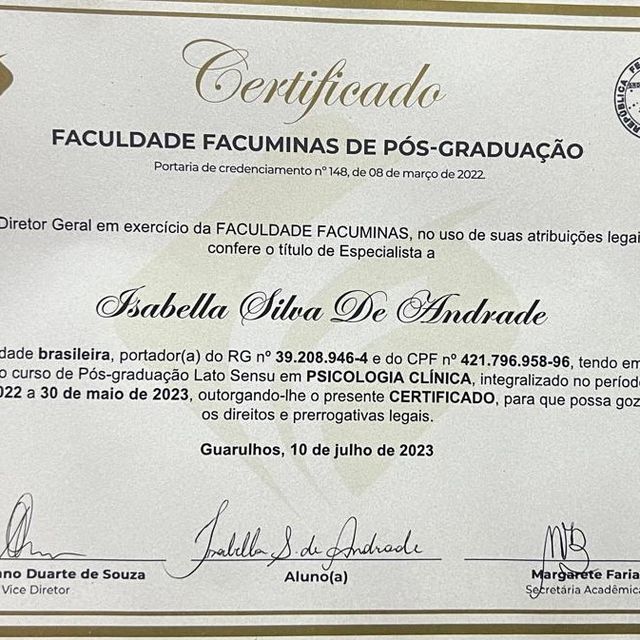 Certificado
FACULDADE FACUMINAS DE PÓS-GRADUAÇÃO
Portaria de credenciamento nº 148, de 08 de março de 2022.
REPÚBLICA FE
Diretor Geral em exercício da FACULDADE FACUMINAS, no uso de suas atribuições legai
confere o título de Especialista a
Isabella Silva De Andrade
dade brasileira, portador(a) do RG nº 39.208.946-4 e do CPF nº 421.796.958-96, tendo em
o curso de Pós-graduação Lato Sensu em PSICOLOGIA CLÍNICA, integralizado no períod
022 a 30 de maio de 2023, outorgando-lhe o presente CERTIFICADO, para que possa goz
os direitos e prerrogativas legais.
Guarulhos, 10 de julho de 2023
Isabella S. de Andrade
ano Duarte de Souza
Vice Diretor
Aluno(a)
Margarete Faria
Secretária Acadêmica